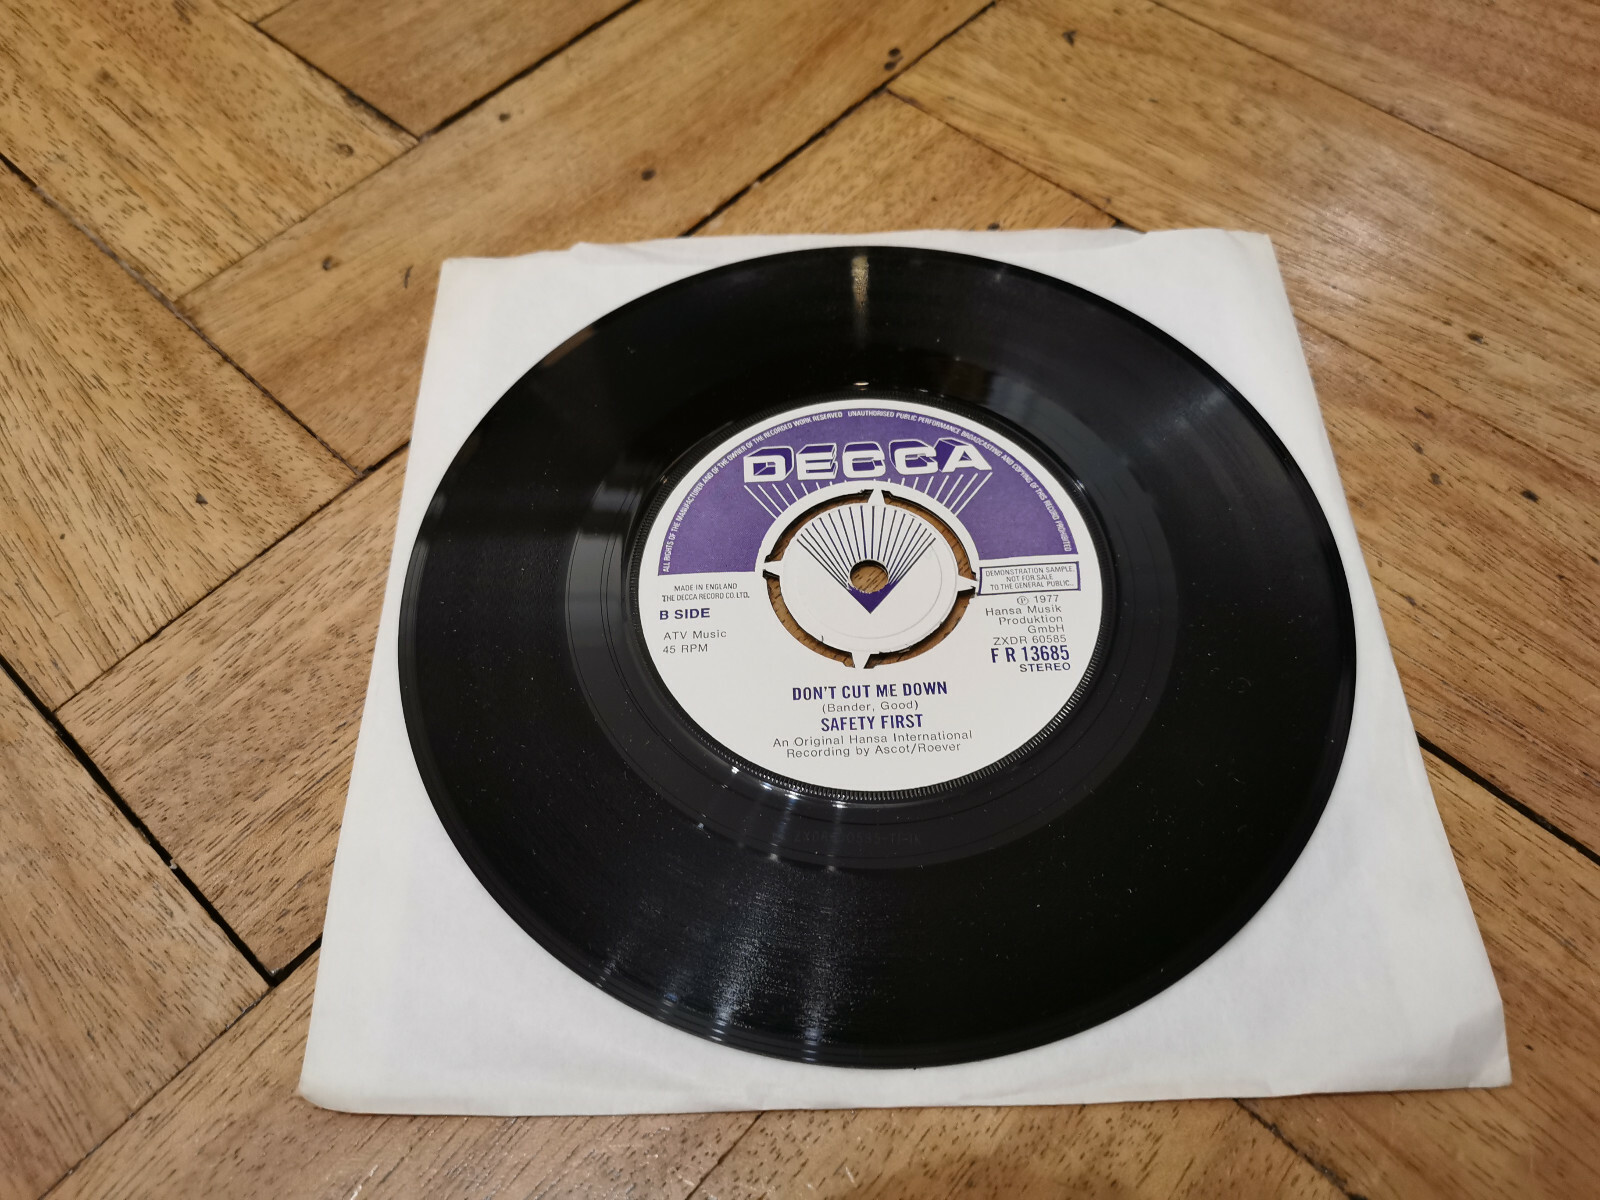 ALL RIGHTS OF THE MANUFACTURER AND OF THE OWNER OF THE RECORDED WORK RESERVED UNAUTHORISED PUBLIC PERFORMANCE BROADCASTING AND COPYING OF THIS RECORD PROHIBITED
DECCA
MADE IN ENGLAND
THE DECCA RECORD CO. LTD.
B SIDE
ATV Music
45 RPM
DEMONSTRATION SAMPLE
NOT FOR SALE
TO THE GENERAL PUBLIC..
Ⓟ 1977
Hansa Musik
Produktion
GmbH
ZXDR 60585
F R 13685
STEREO
DON'T CUT ME DOWN
(Bander, Good)
SAFETY FIRST
An Original Hansa International
Recording by Ascot/Roever